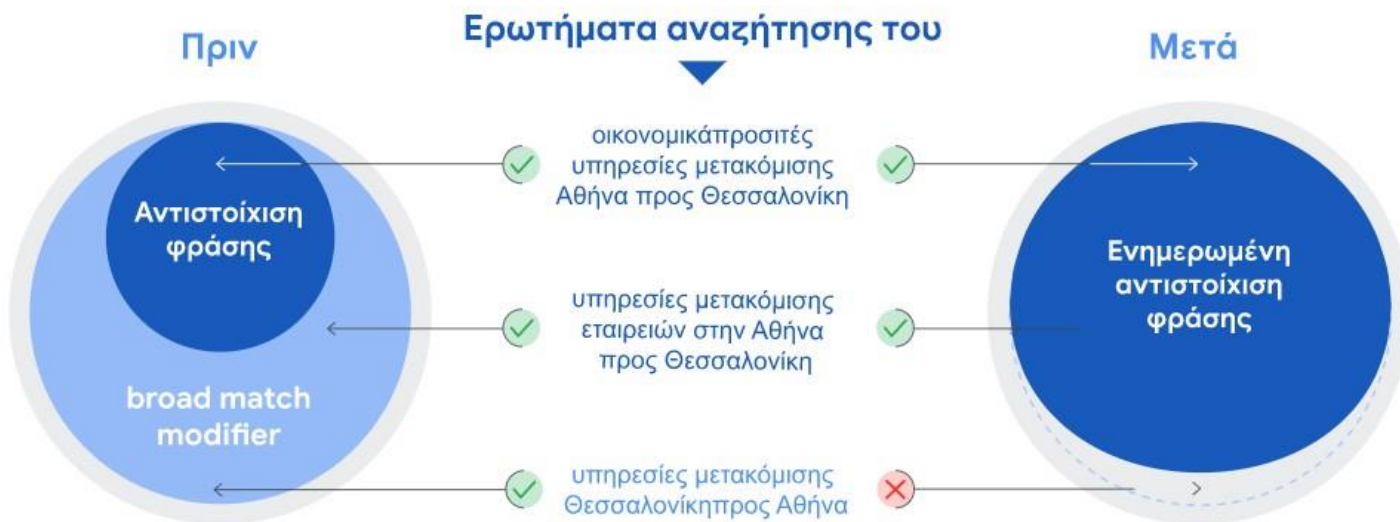 Πριν
Ερωτήματα αναζήτησης του
Μετά
οικονομικάπροσιτές
υπηρεσίες μετακόμισης
Αθήνα προς Θεσσαλονίκη
Αντιστοίχιση
φράσης
υπηρεσίες μετακόμισης
εταιρειών στην Αθήνα
προς Θεσσαλονίκη
Ενημερωμένη
αντιστοίχιση
φράσης
broad match
modifier
υπηρεσίες μετακόμισης
Θεσσαλονίκηπρος Αθήνα